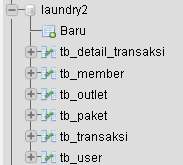 laundry2
Baru
tb_detail_transaksi
tb_member
tb_outlet
tb_paket
tb_transaksi
tb_user